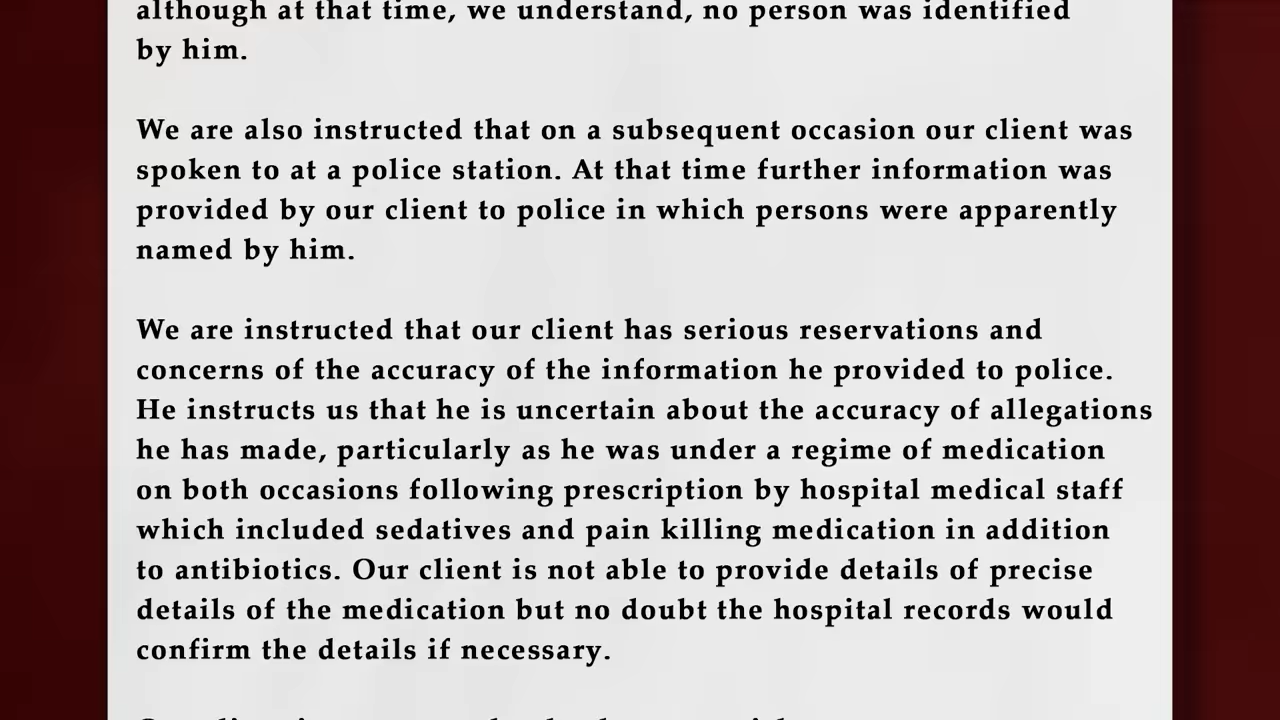 although at that time, we understand, no person was identified
by him.
We are also instructed that on a subsequent occasion our client was
spoken to at a police station. At that time further information was
provided by our client to police in which persons were apparently
named by him.
We are instructed that our client has serious reservations and
concerns of the accuracy of the information he provided to police.
He instructs us that he is uncertain about the accuracy of allegations
he has made, particularly as he was under a regime of medication
on both occasions following prescription by hospital medical staff
which included sedatives and pain killing medication in addition
to antibiotics. Our client is not able to provide details of precise
details of the medication but no doubt the hospital records would
confirm the details if necessary.